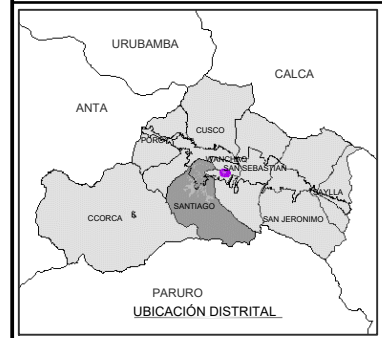 URUBAMBA
CALCA
ANTA
CUSCO
POROY
WANCHAQ
SAN SEBASTIAN
SAYLLA
SANTIAGO
CCORCA
SAN JERONIMO
PARURO
UBICACIÓN DISTRITAL